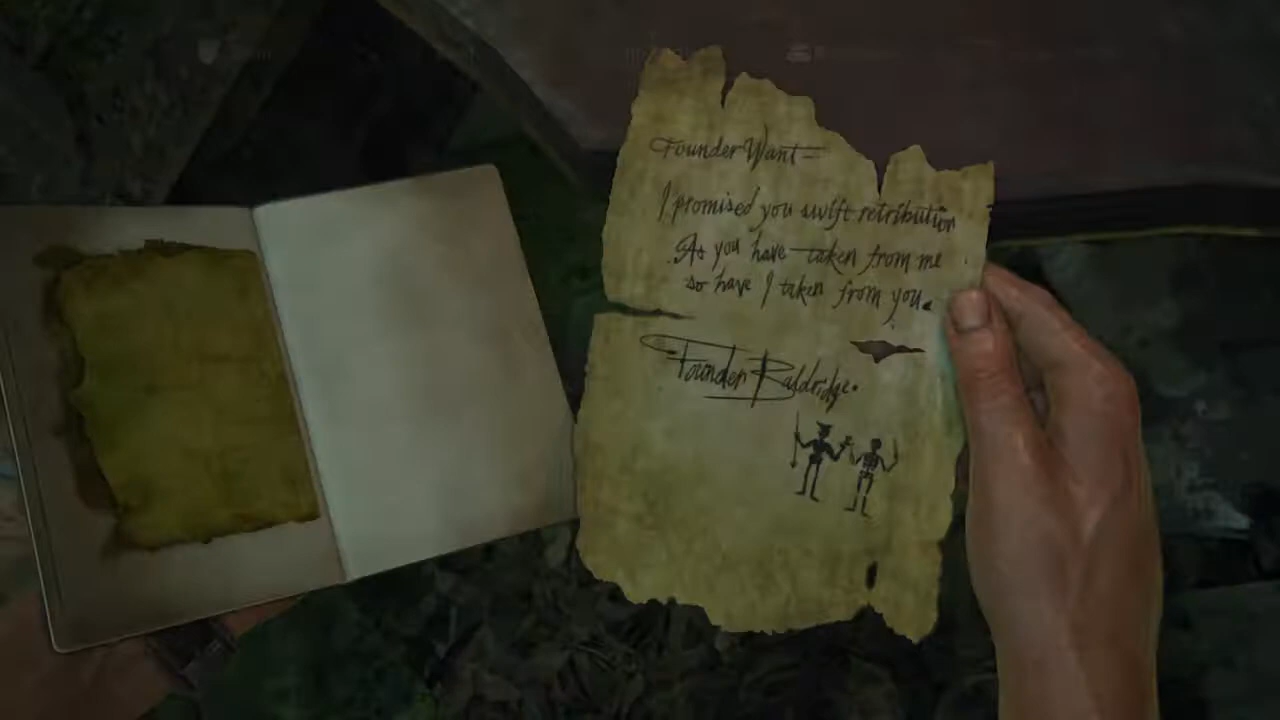 Founder Want-
I promised you swift retribution
As you have taken from me
so have I taken from you.
Founder Baldridge.